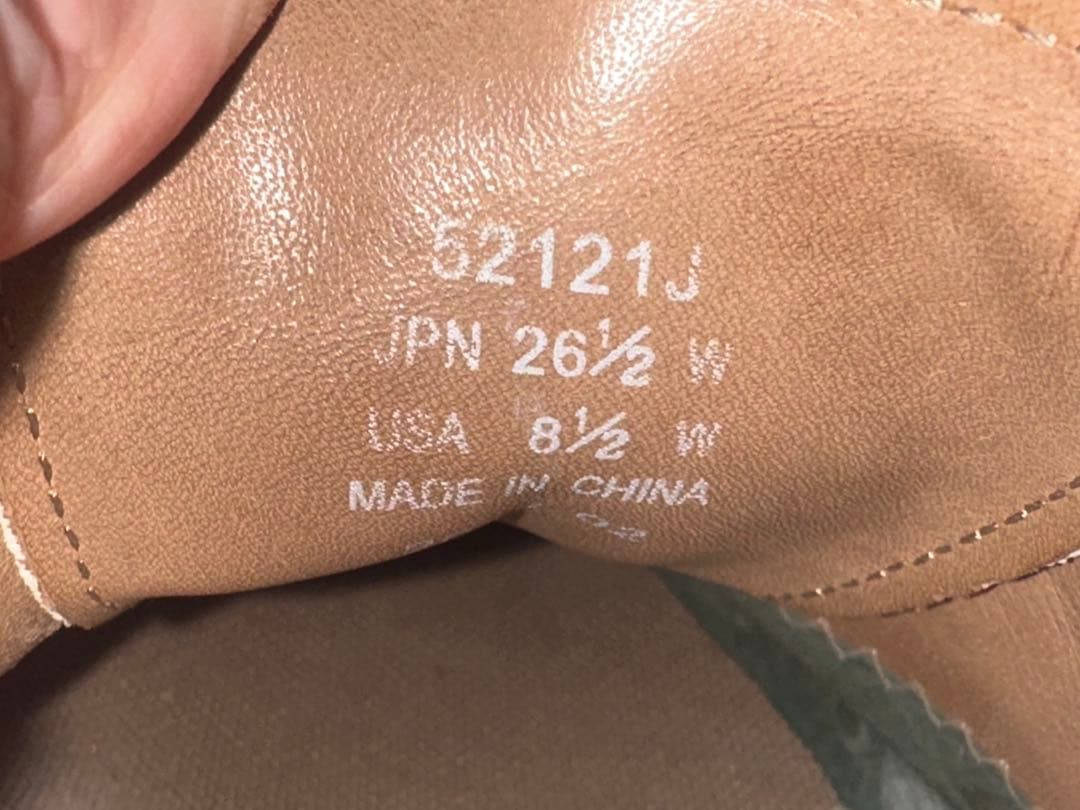 52121J
JPN 26½ W
USA 8½ W
MADE IN CHINA